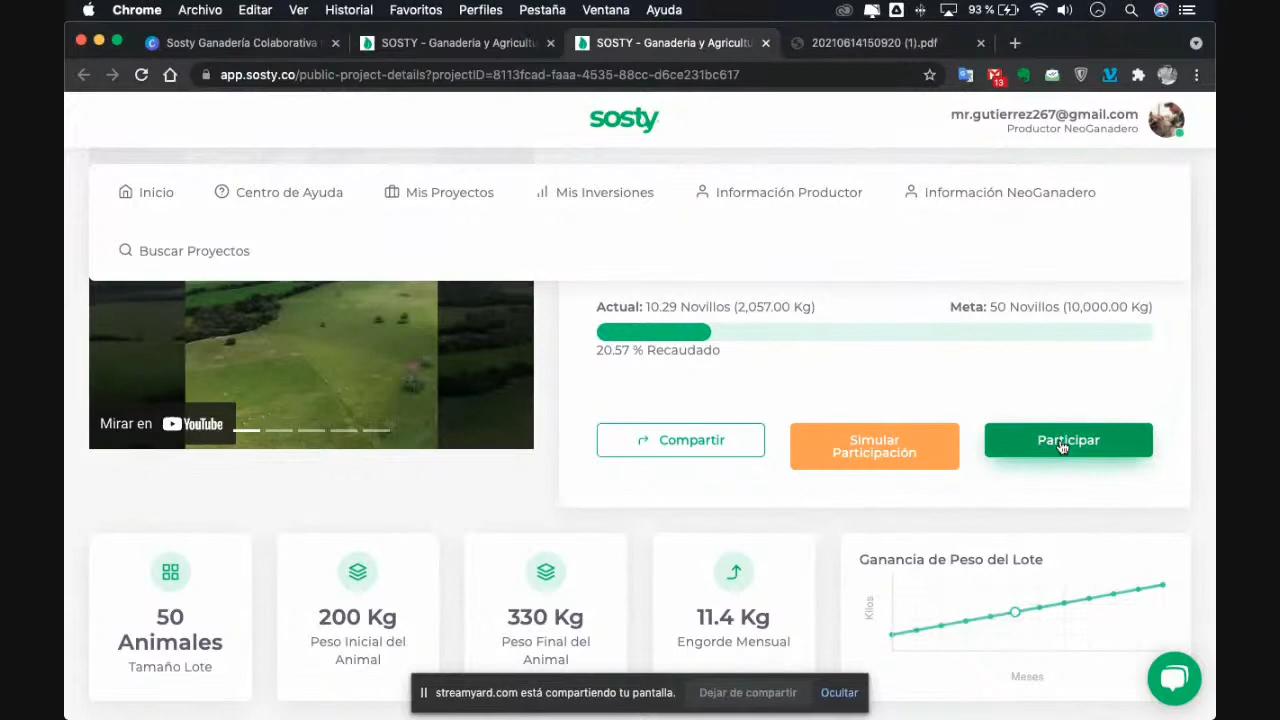 Chrome Archivo Editar Ver Historial Favoritos Perfiles Pestaña Ventana Ayuda 93 %
Sosty Ganadería Colaborativa
SOSTY - Ganaderia y Agricultu
SOSTY - Ganaderia y Agricultu
20210614150920 (1).pdf
app.sosty.co/public-project-details?projectID=8113fcad-faaa-4535-88cc-d6ce231bc617
13
sosty
mr.gutierrez267@gmail.com
Productor NeoGanadero
Inicio Centro de Ayuda Mis Proyectos Mis Inversiones Información Productor Información NeoGanadero
Buscar Proyectos
Actual: 10.29 Novillos (2,057.00 Kg) Meta: 50 Novillos (10,000.00 Kg)
20.57 % Recaudado
Mirar en YouTube
Compartir
Simular
Participación
Participar
50
Animales
Tamaño Lote
200 Kg
Peso Inicial del
Animal
330 Kg
Peso Final del
Animal
11.4 Kg
Engorde Mensual
Ganancia de Peso del Lote
Kilos
Meses
streamyard.com está compartiendo tu pantalla. Dejar de compartir Ocultar